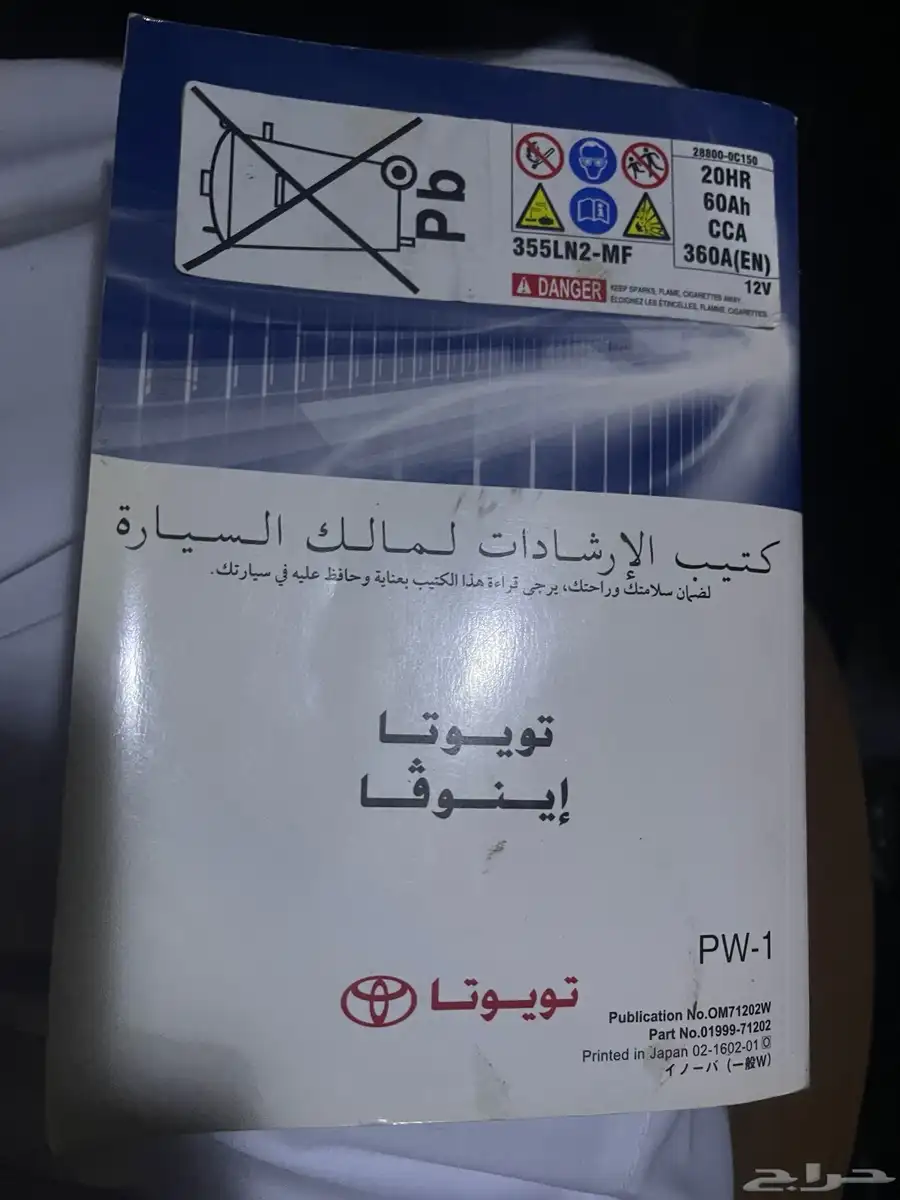 Pb
28800-0C150
20HR
60Ah
CCA
360A(EN)
12V
355LN2-MF
DANGER
KEEP SPARKS, FLAME, CIGARETTES AWAY
ÉLOIGNEZ LES ÉTINCELLES, FLAMME, CIGARETTES
كتيب الإرشادات لمالك السيارة
لضمان سلامتك وراحتك، يرجى قراءة هذا الكتيب بعناية وحافظ عليه في سيارتك.
تويوتا
إينوڤا
PW-1
تويوتا
Publication No.OM71202W
Part No.01999-71202
Printed in Japan 02-1602-01
イノーバ (一般W)
حراج